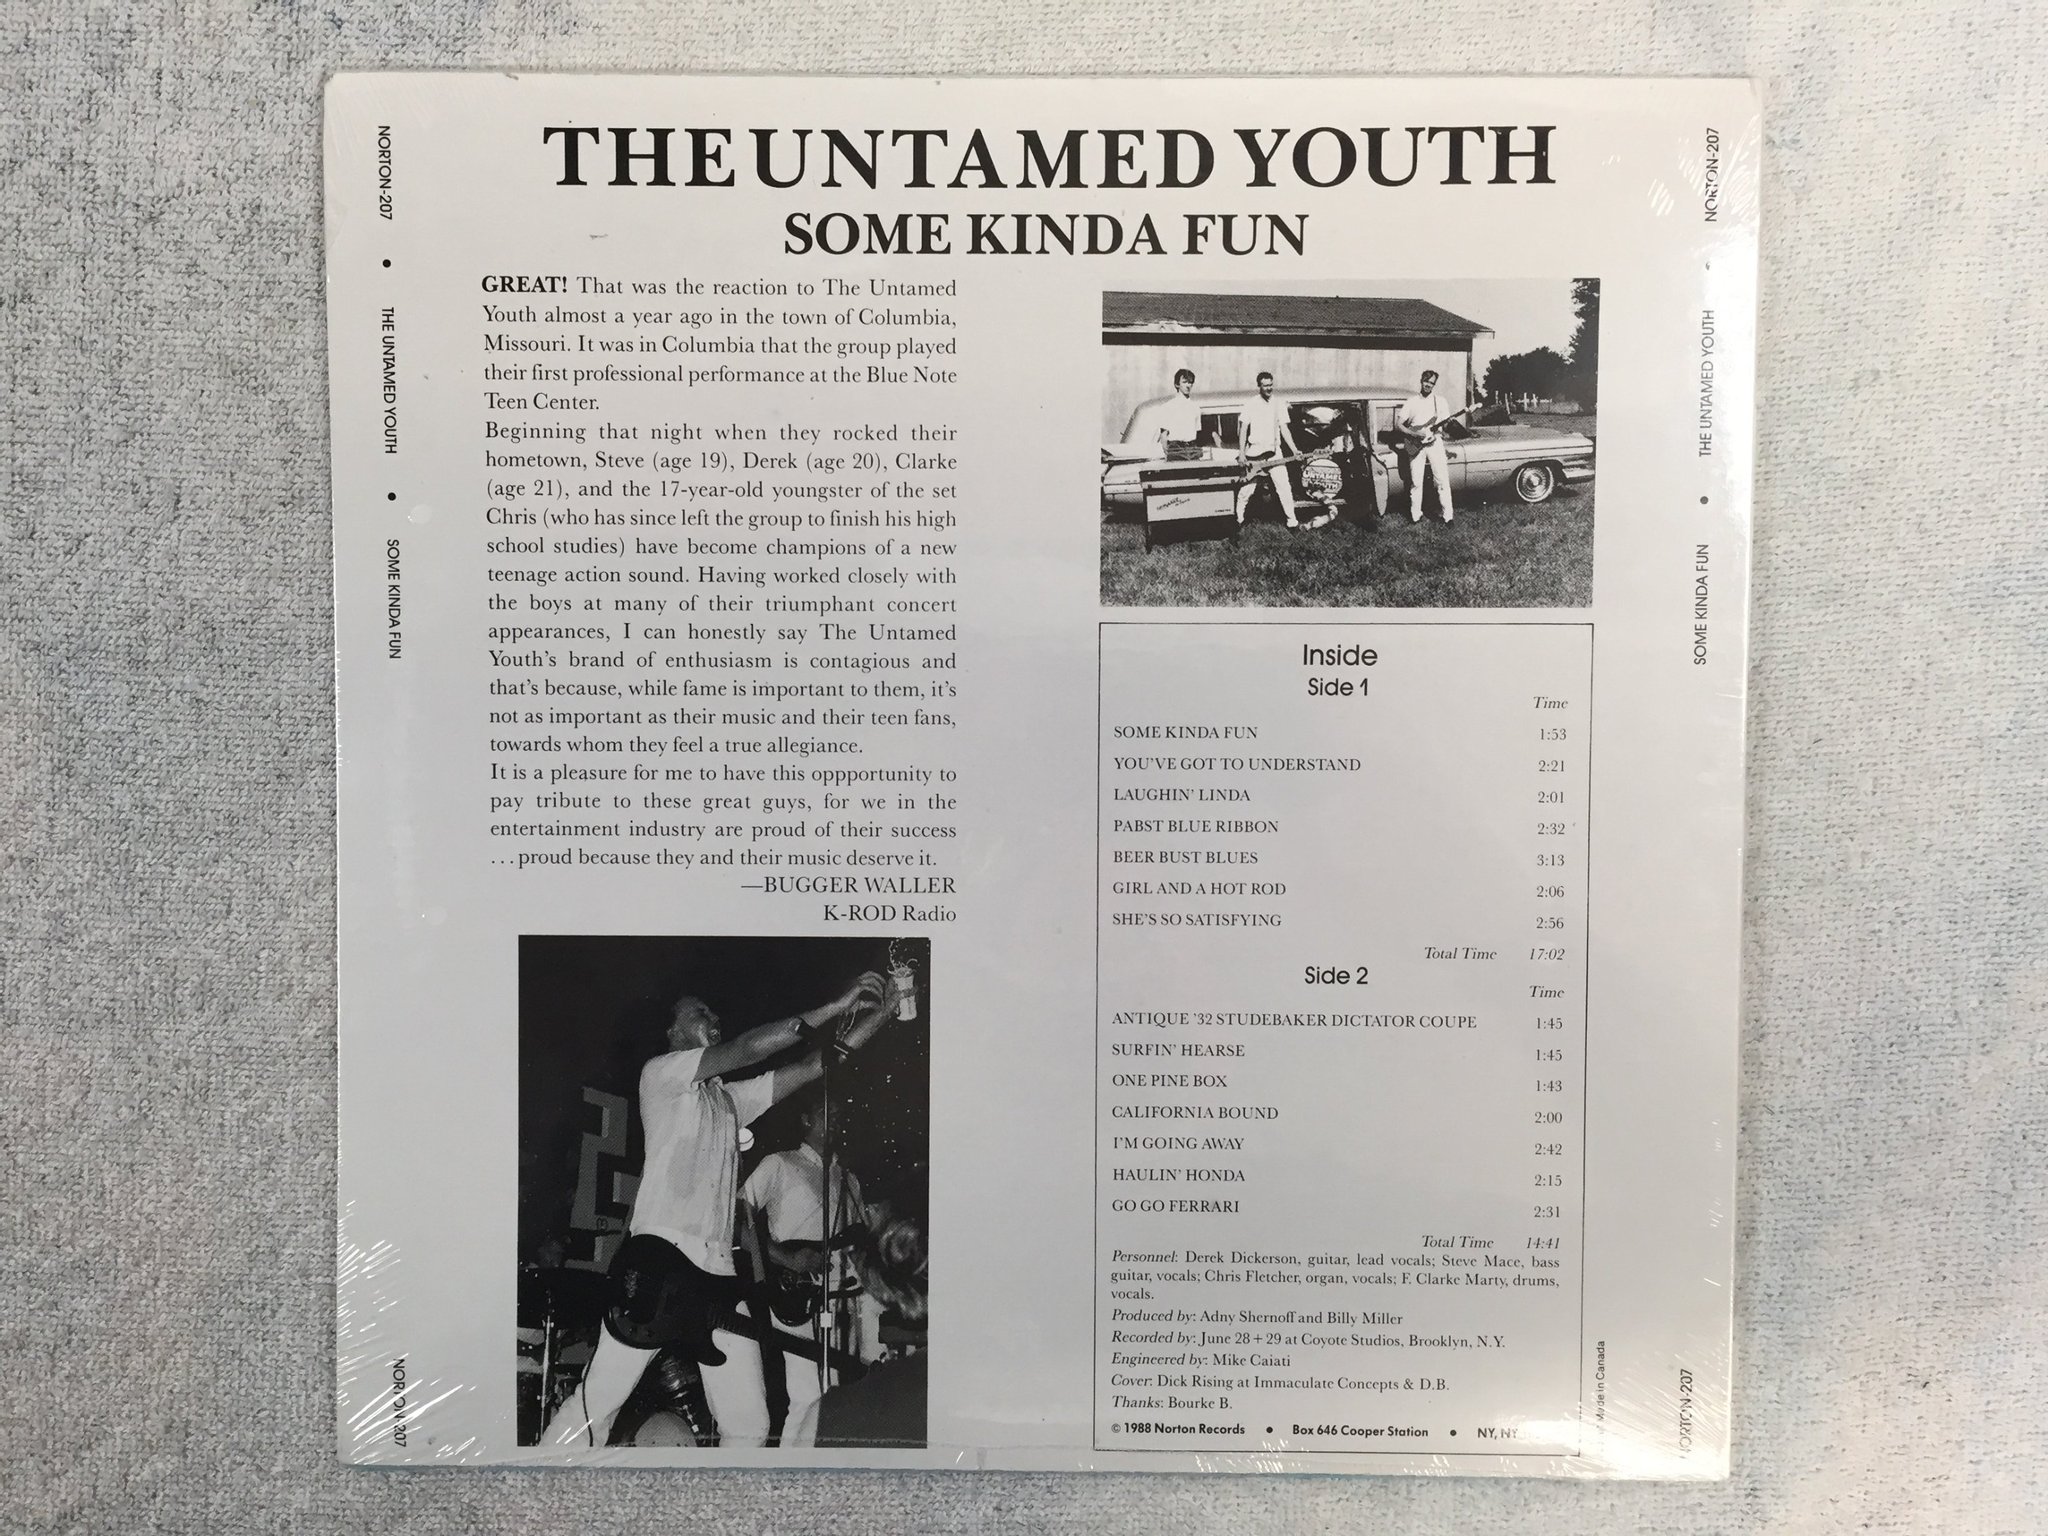 THE UNTAMED YOUTH
SOME KINDA FUN
NORTON-207 • THE UNTAMED YOUTH • SOME KINDA FUN
NORTON-207
GREAT! That was the reaction to The Untamed
Youth almost a year ago in the town of Columbia,
Missouri. It was in Columbia that the group played
their first professional performance at the Blue Note
Teen Center.
Beginning that night when they rocked their
hometown, Steve (age 19), Derek (age 20), Clarke
(age 21), and the 17-year-old youngster of the set
Chris (who has since left the group to finish his high
school studies) have become champions of a new
teenage action sound. Having worked closely with
the boys at many of their triumphant concert
appearances, I can honestly say The Untamed
Youth's brand of enthusiasm is contagious and
that's because, while fame is important to them, it's
not as important as their music and their teen fans,
towards whom they feel a true allegiance.
It is a pleasure for me to have this oppportunity to
pay tribute to these great guys, for we in the
entertainment industry are proud of their success
...proud because they and their music deserve it.
—BUGGER WALLER
K-ROD Radio
UNTAMED
YOUTH
Inside
Side 1
Time
SOME KINDA FUN 1:53
YOU'VE GOT TO UNDERSTAND 2:21
LAUGHIN' LINDA 2:01
PABST BLUE RIBBON 2:32
BEER BUST BLUES 3:13
GIRL AND A HOT ROD 2:06
SHE'S SO SATISFYING 2:56
Total Time 17:02
Side 2
Time
ANTIQUE '32 STUDEBAKER DICTATOR COUPE 1:45
SURFIN' HEARSE 1:45
ONE PINE BOX 1:43
CALIFORNIA BOUND 2:00
I'M GOING AWAY 2:42
HAULIN' HONDA 2:15
GO GO FERRARI 2:31
Total Time 14:41
Personnel: Derek Dickerson, guitar, lead vocals; Steve Mace, bass
guitar, vocals; Chris Fletcher, organ, vocals; F. Clarke Marty, drums,
vocals.
Produced by: Adny Shernoff and Billy Miller
Recorded by: June 28+29 at Coyote Studios, Brooklyn, N.Y.
Engineered by: Mike Caiati
Cover: Dick Rising at Immaculate Concepts & D.B.
Thanks: Bourke B.
© 1988 Norton Records • Box 646 Cooper Station • NY, NY
Made in Canada
NORTON-207 • THE UNTAMED YOUTH • SOME KINDA FUN
NORTON-207